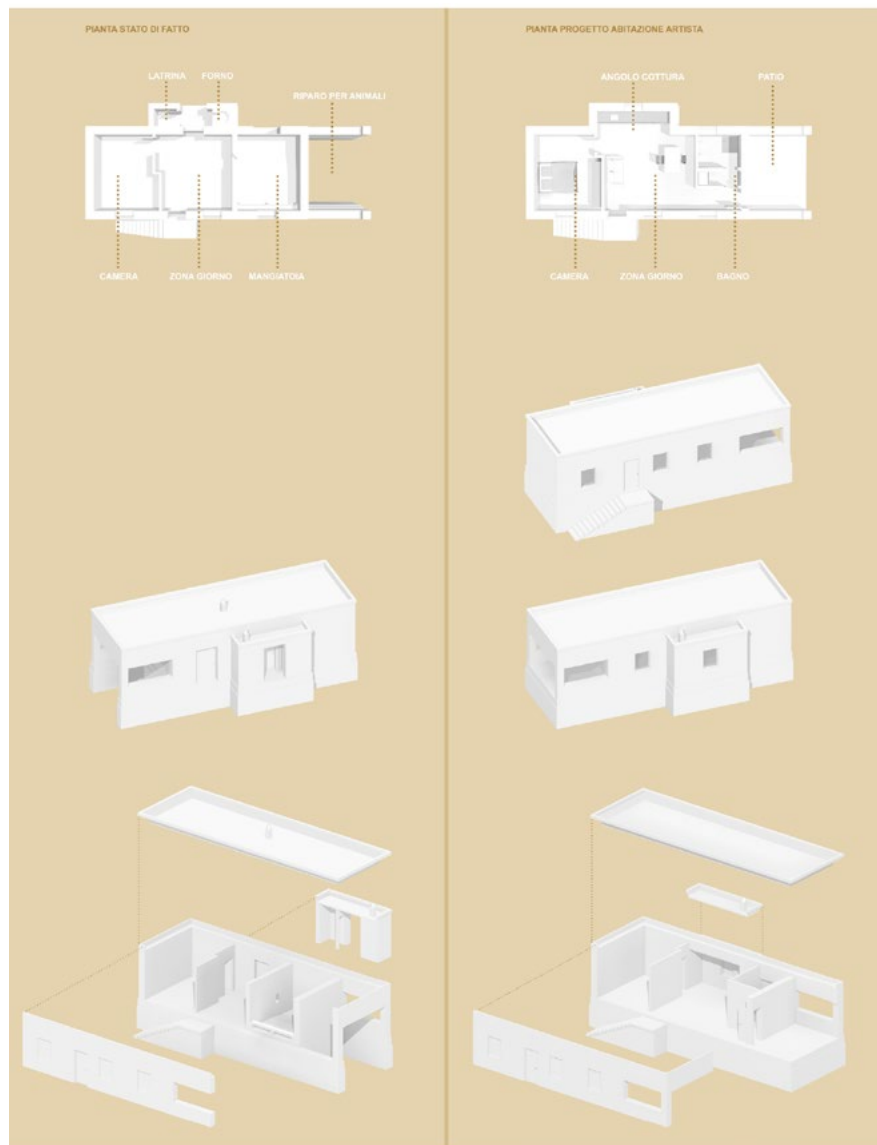 PIANTA STATO DI FATTO
LATRINA
FORNO
RIPARO PER ANIMALI
CAMERA
ZONA GIORNO
MANGIATOIA
PIANTA PROGETTO ABITAZIONE ARTISTA
ANGOLO COTTURA
PATIO
CAMERA
ZONA GIORNO
BAGNO